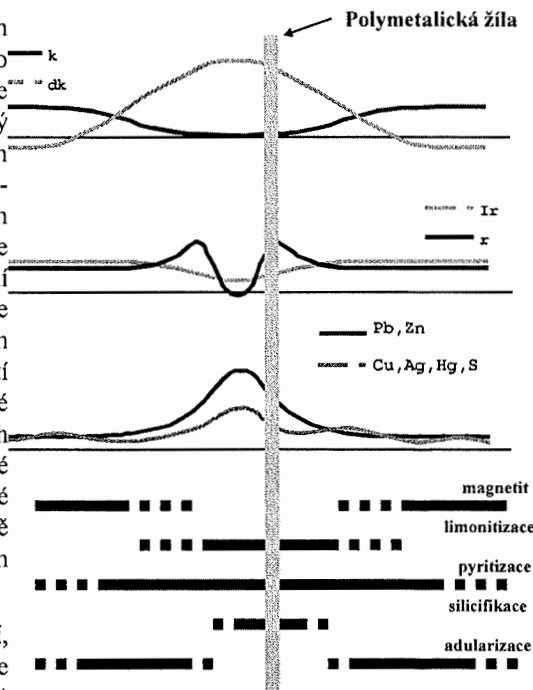 Polymetalická žíla
k
dk
Ir
r
Pb,Zn
Cu,Ag,Hg,S
magnetit
limonitizace
pyritizace
silicifikace
adularizace